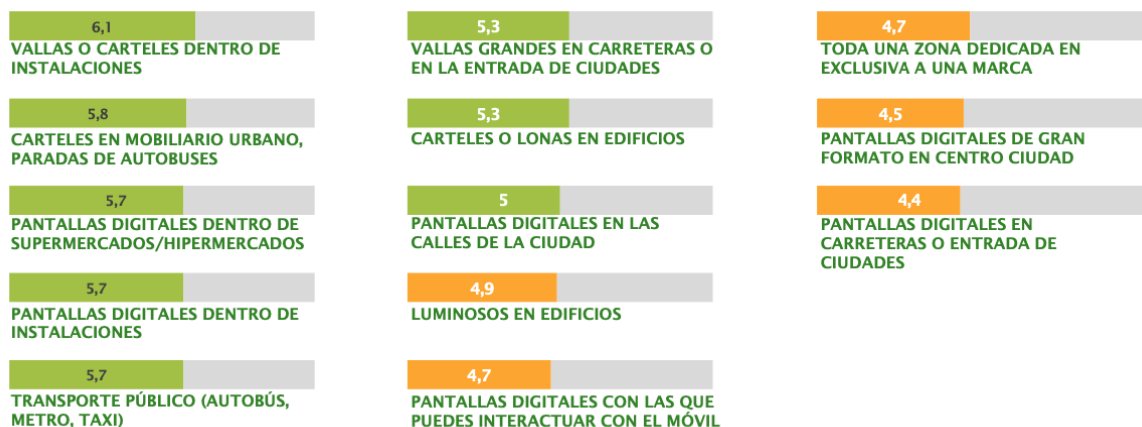 6,1
VALLAS O CARTELES DENTRO DE
INSTALACIONES
5,8
CARTELES EN MOBILIARIO URBANO,
PARADAS DE AUTOBUSES
5,7
PANTALLAS DIGITALES DENTRO DE
SUPERMERCADOS/HIPERMERCADOS
5,7
PANTALLAS DIGITALES DENTRO DE
INSTALACIONES
5,7
TRANSPORTE PÚBLICO (AUTOBÚS,
METRO, TAXI)
5,3
VALLAS GRANDES EN CARRETERAS O
EN LA ENTRADA DE CIUDADES
5,3
CARTELES O LONAS EN EDIFICIOS
5
PANTALLAS DIGITALES EN LAS
CALLES DE LA CIUDAD
4,9
LUMINOSOS EN EDIFICIOS
4,7
PANTALLAS DIGITALES CON LAS QUE
PUEDES INTERACTUAR CON EL MÓVIL
4,7
TODA UNA ZONA DEDICADA EN
EXCLUSIVA A UNA MARCA
4,5
PANTALLAS DIGITALES DE GRAN
FORMATO EN CENTRO CIUDAD
4,4
PANTALLAS DIGITALES EN
CARRETERAS O ENTRADA DE
CIUDADES